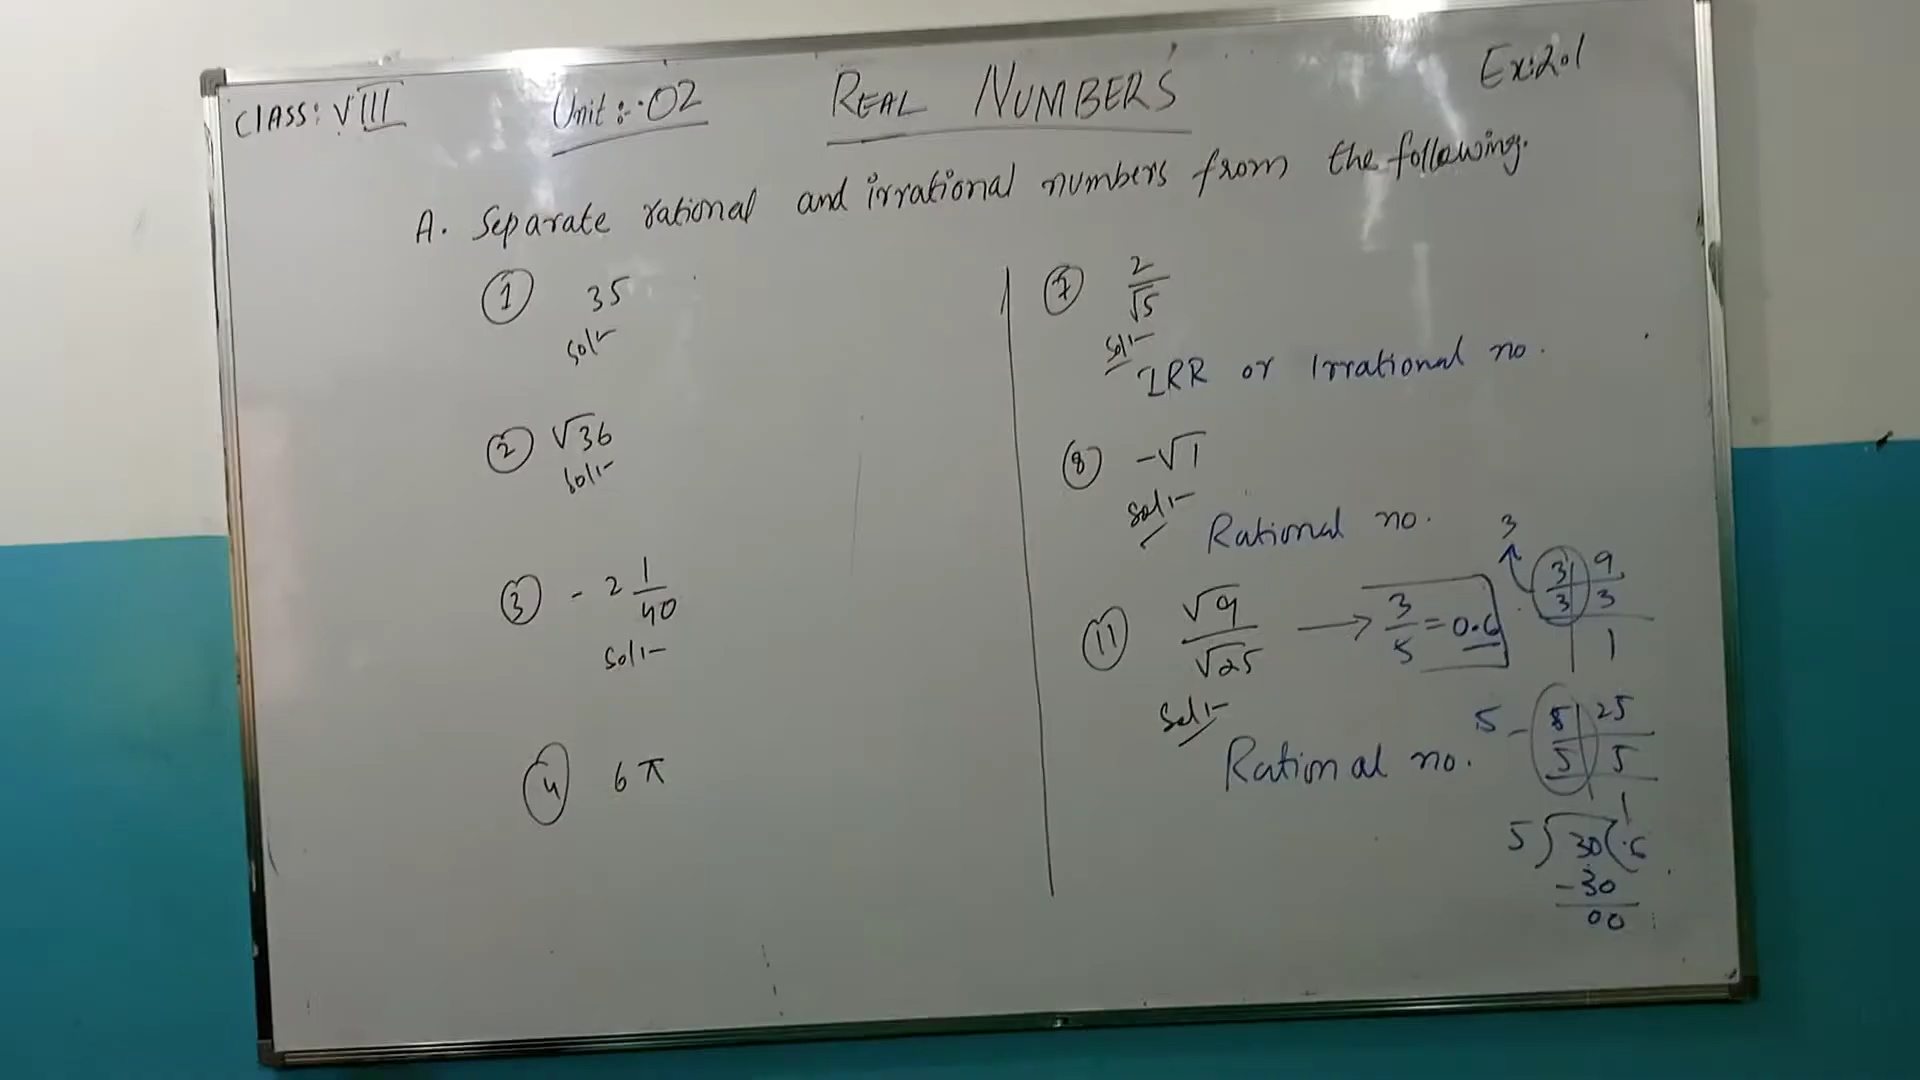 CLASS: VIII Unit:-02 REAL NUMBERS Ex:2.1
A. Separate rational and irrational numbers from the following.
① 35
Sol:-
② √36
Sol:-
③ - 2 1/40
Sol:-
④ 6π
⑦ 2/√5
Sol:-
IRR or Irrational no.
⑧ -√1
Sol:-
Rational no.
⑪ √9/√25 → 3/5 = 0.6
Sol:-
Rational no.
3
3 | 9
3 | 3
1
5 - 5 | 25
5 | 5
1
5 ) 30 ( .6
-30
00